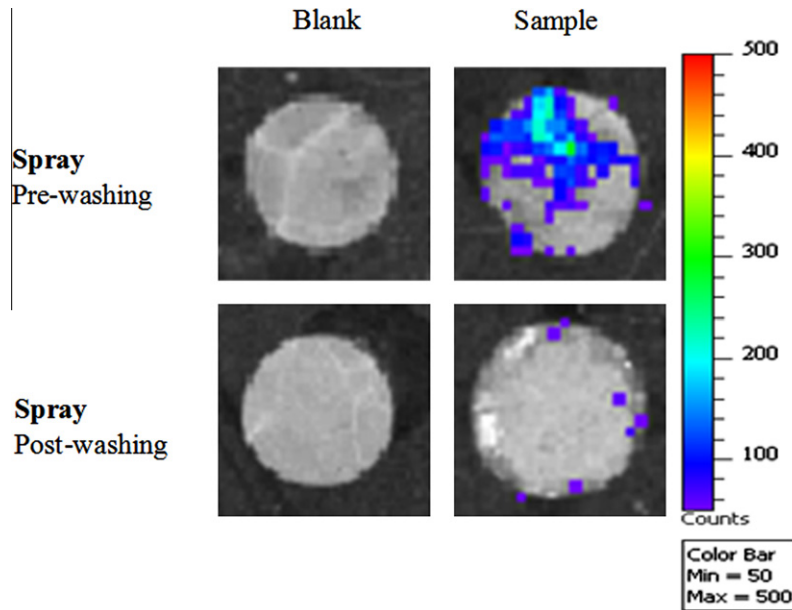 Blank Sample
Spray
Pre-washing
Spray
Post-washing
500
400
300
200
100
Counts
Color Bar
Min = 50
Max = 500